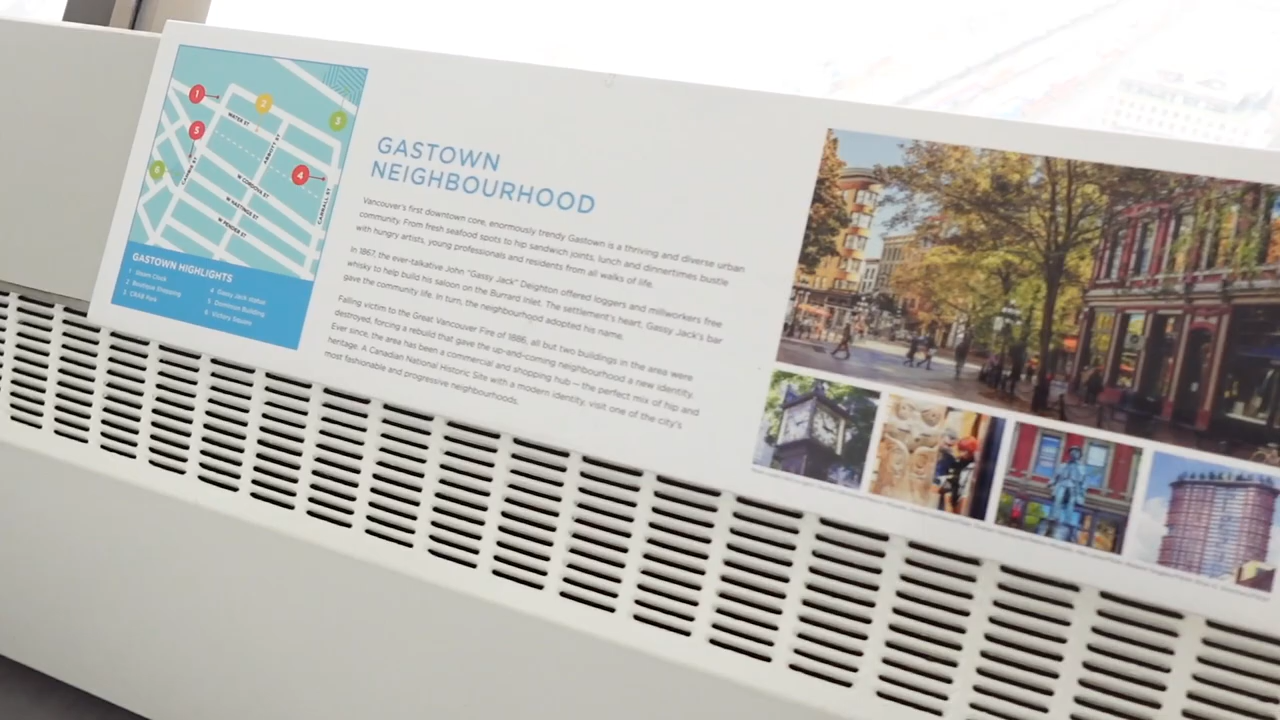 1
2
3
5
4
6
WATER ST
ABBOTT ST
CAMBIE ST
W CORDOVA ST
CARRALL ST
W HASTINGS ST
W PENDER ST
GASTOWN HIGHLIGHTS
1 Steam Clock
2 Boutique Shopping
3 CRAB Park
4 Gassy Jack statue
5 Dominion Building
6 Victory Square
GASTOWN
NEIGHBOURHOOD
Vancouver's first downtown core, enormously trendy Gastown is a thriving and diverse urban
community. From fresh seafood spots to hip sandwich joints, lunch and dinnertimes bustle
with hungry artists, young professionals and residents from all walks of life.
In 1867, the ever-talkative John "Gassy Jack" Deighton offered loggers and millworkers free
whisky to help build his saloon on the Burrard Inlet. The settlement's heart, Gassy Jack's bar
gave the community life. In turn, the neighbourhood adopted his name.
Falling victim to the Great Vancouver Fire of 1886, all but two buildings in the area were
destroyed, forcing a rebuild that gave the up-and-coming neighbourhood a new identity.
Ever since, the area has been a commercial and shopping hub – the perfect mix of hip and
heritage. A Canadian National Historic Site with a modern identity, visit one of the city's
most fashionable and progressive neighbourhoods.